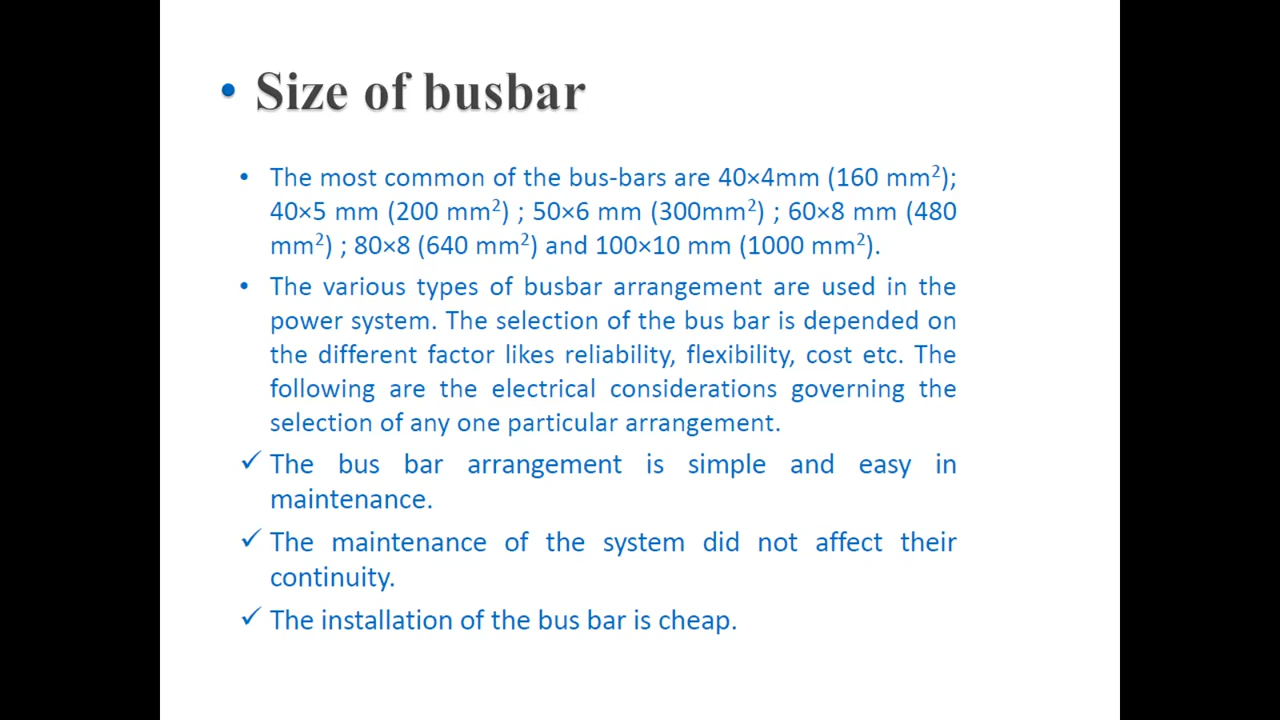 • Size of busbar
• The most common of the bus-bars are 40×4mm (160 mm²);
40×5 mm (200 mm²) ; 50×6 mm (300mm²) ; 60×8 mm (480
mm²) ; 80×8 (640 mm²) and 100×10 mm (1000 mm²).
• The various types of busbar arrangement are used in the
power system. The selection of the bus bar is depended on
the different factor likes reliability, flexibility, cost etc. The
following are the electrical considerations governing the
selection of any one particular arrangement.
✓ The bus bar arrangement is simple and easy in
maintenance.
✓ The maintenance of the system did not affect their
continuity.
✓ The installation of the bus bar is cheap.